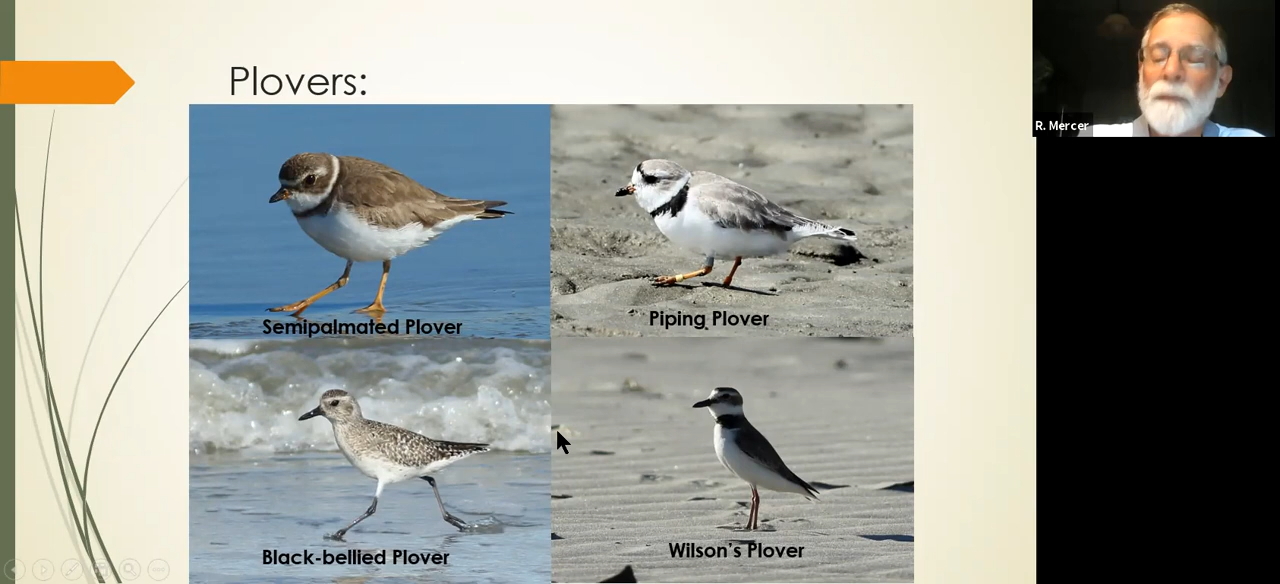 Plovers:
R. Mercer
Semipalmated Plover
Piping Plover
Black-bellied Plover
Wilson's Plover